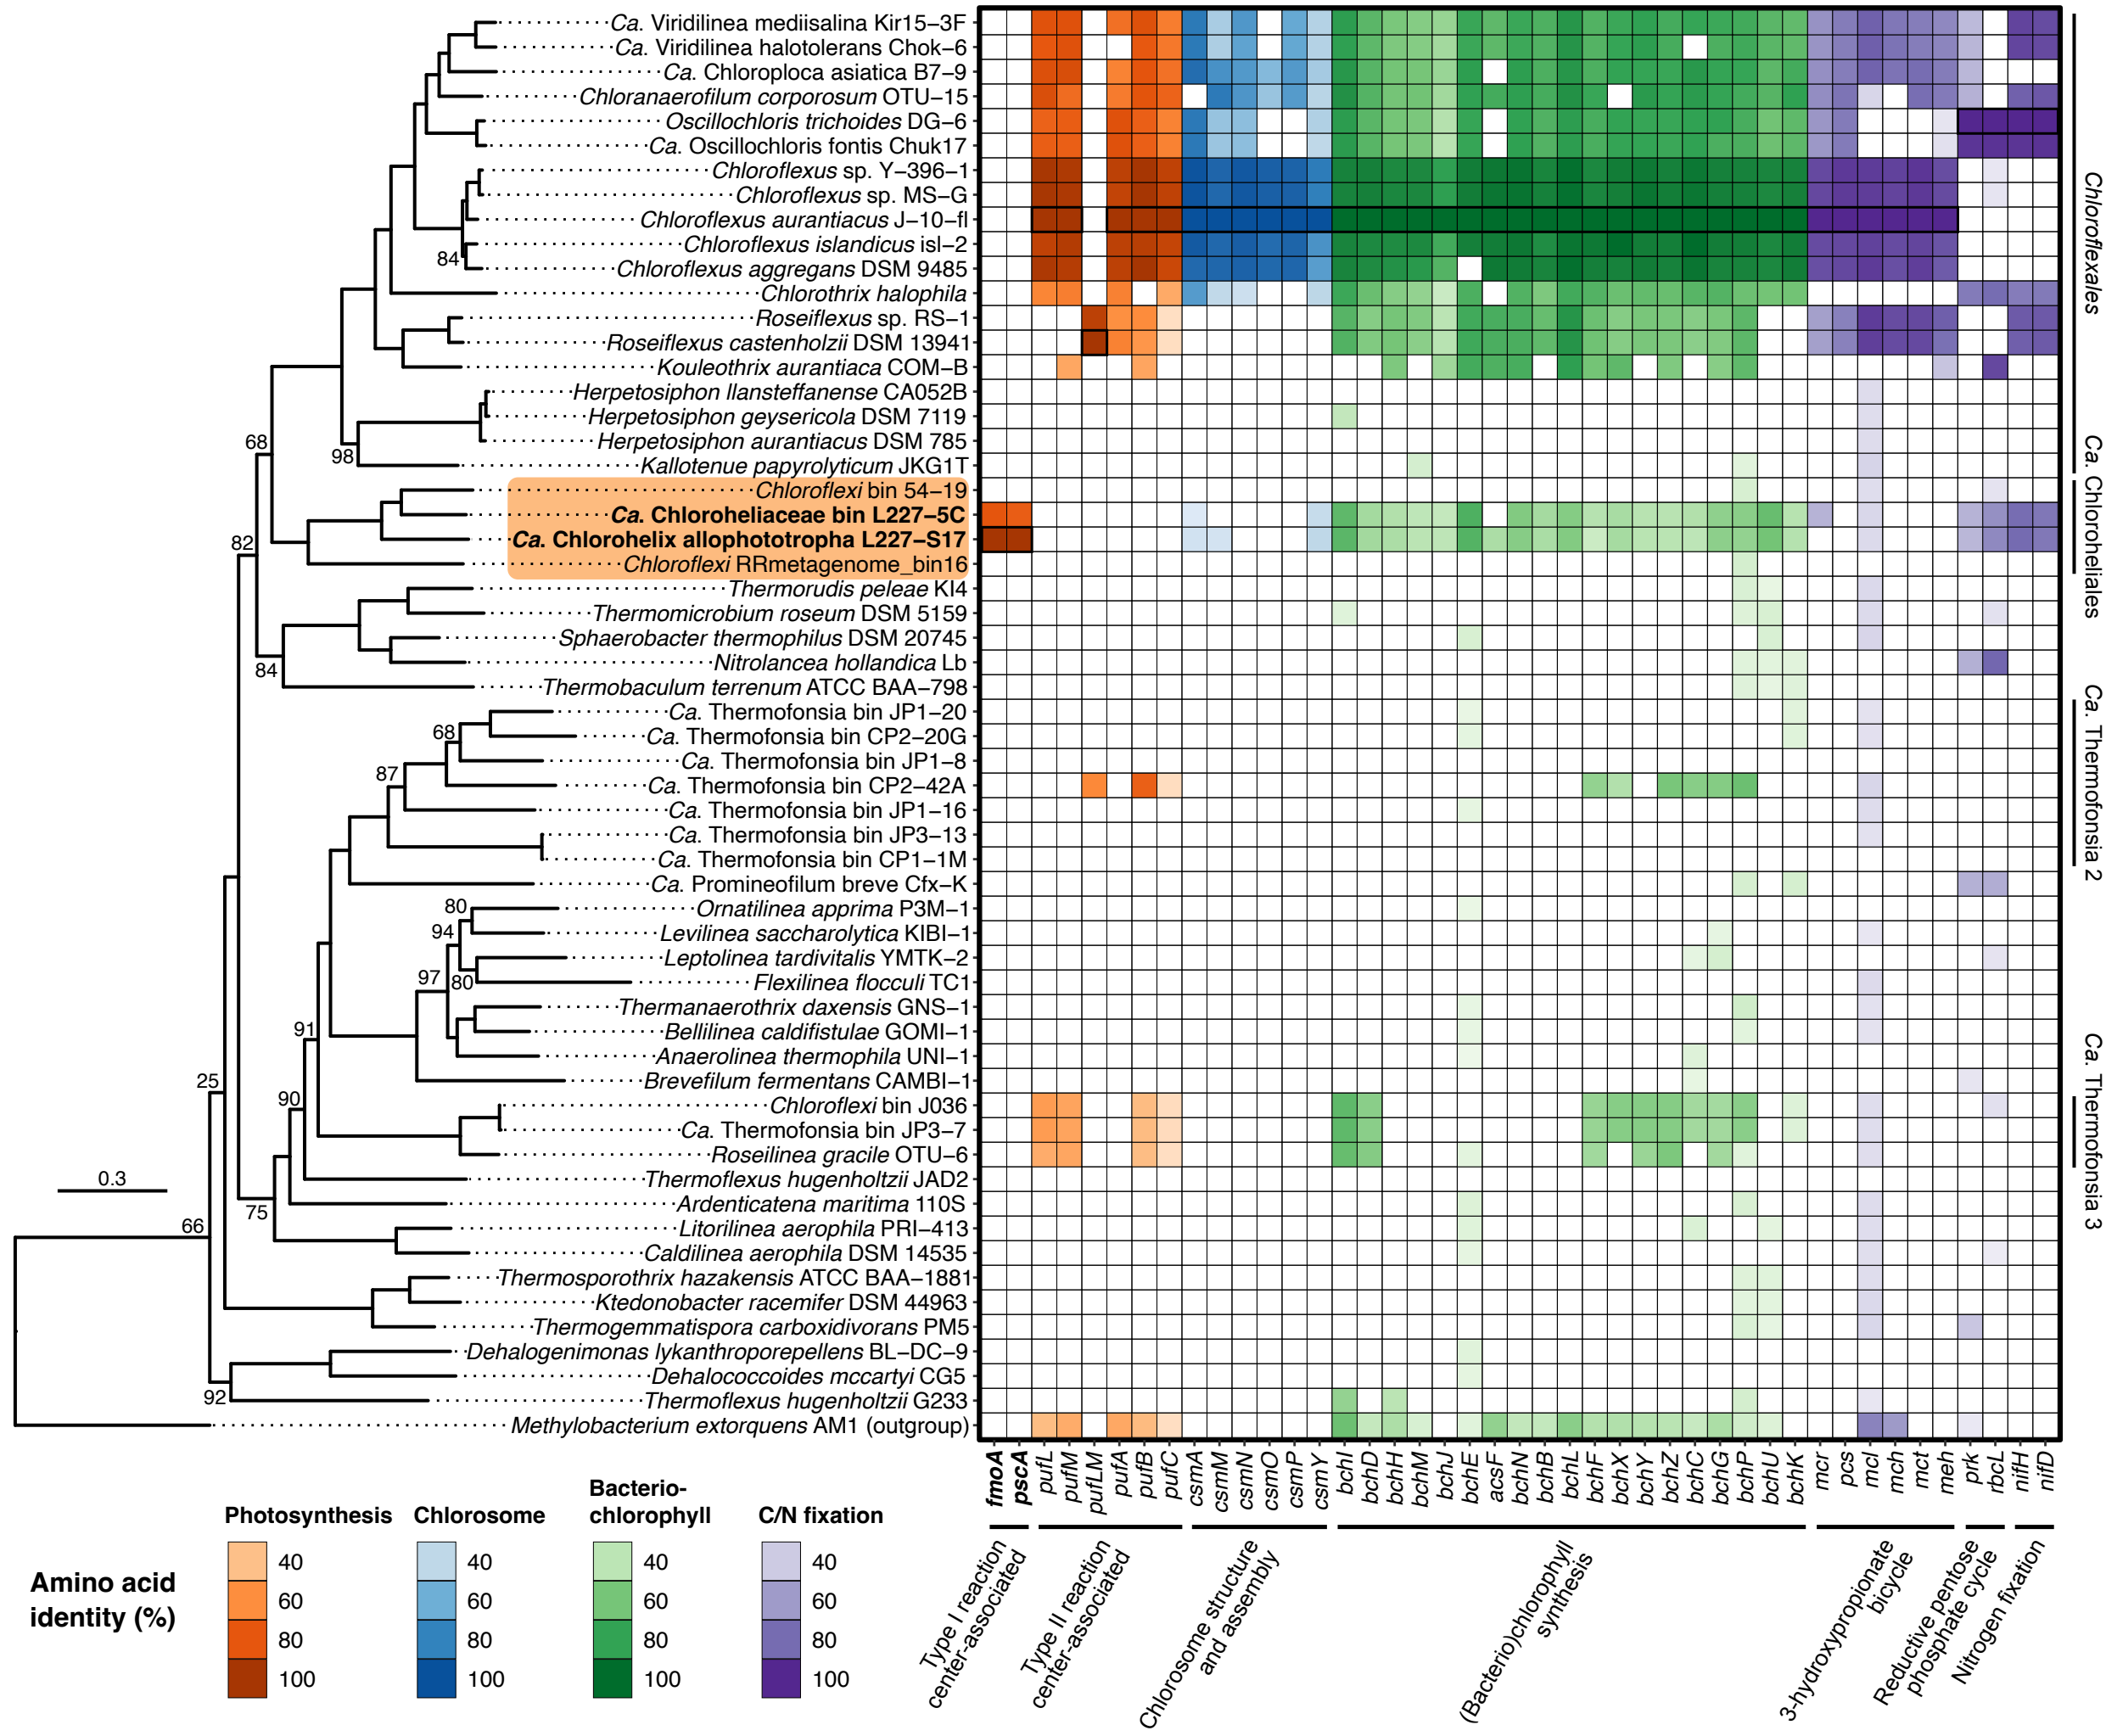 Ca. Viridilinea mediisalina Kir15−3F
Ca. Viridilinea halotolerans Chok−6
Ca. Chloroploca asiatica B7−9
Chloranaerofilum corporosum OTU−15
Oscillochloris trichoides DG−6
Ca. Oscillochloris fontis Chuk17
Chloroflexus sp. Y−396−1
Chloroflexus sp. MS−G
Chloroflexus aurantiacus J−10−fl
Chloroflexus islandicus isl−2
84
Chloroflexus aggregans DSM 9485
Chlorothrix halophila
Roseiflexus sp. RS−1
Roseiflexus castenholzii DSM 13941
Kouleothrix aurantiaca COM−B
Herpetosiphon llansteffanense CA052B
Herpetosiphon geysericola DSM 7119
68
Herpetosiphon aurantiacus DSM 785
98
Kallotenue papyrolyticum JKG1T
Chloroflexi bin 54−19
Ca. Chloroheliaceae bin L227−5C
82
Ca. Chlorohelix allophototropha L227−S17
Chloroflexi RRmetagenome_bin16
Thermorudis peleae KI4
Thermomicrobium roseum DSM 5159
Sphaerobacter thermophilus DSM 20745
84
Nitrolancea hollandica Lb
Thermobaculum terrenum ATCC BAA−798
Ca. Thermofonsia bin JP1−20
68
Ca. Thermofonsia bin CP2−20G
Ca. Thermofonsia bin JP1−8
87
Ca. Thermofonsia bin CP2−42A
Ca. Thermofonsia bin JP1−16
Ca. Thermofonsia bin JP3−13
Ca. Thermofonsia bin CP1−1M
Ca. Promineofilum breve Cfx−K
80
Ornatilinea apprima P3M−1
94
Levilinea saccharolytica KIBI−1
Leptolinea tardivitalis YMTK−2
97
80
Flexilinea flocculi TC1
Thermanaerothrix daxensis GNS−1
91
Bellilinea caldifistulae GOMI−1
Anaerolinea thermophila UNI−1
25
Brevefilum fermentans CAMBI−1
90
Chloroflexi bin J036
Ca. Thermofonsia bin JP3−7
Roseilinea gracile OTU−6
0.3
Thermoflexus hugenholtzii JAD2
75
Ardenticatena maritima 110S
66
Litorilinea aerophila PRI−413
Caldilinea aerophila DSM 14535
Thermosporothrix hazakensis ATCC BAA−1881
Ktedonobacter racemifer DSM 44963
Thermogemmatispora carboxidivorans PM5
Dehalogenimonas lykanthroporepellens BL−DC−9
Dehalococcoides mccartyi CG5
92
Thermoflexus hugenholtzii G233
Methylobacterium extorquens AM1 (outgroup)
Chloroflexales
Ca. Chloroheliales
Ca. Thermofonsia 2
Ca. Thermofonsia 3
fmoA
pscA
pufL
pufM
pufLM
pufA
pufB
pufC
csmA
csmM
csmN
csmO
csmP
csmY
bchI
bchD
bchH
bchM
bchJ
bchE
acsF
bchN
bchB
bchL
bchF
bchX
bchY
bchZ
bchC
bchG
bchP
bchU
bchK
mcr
pcs
mcl
mch
mct
meh
prk
rbcL
nifH
nifD
Type I reaction
center-associated
Type II reaction
center-associated
Chlorosome structure
and assembly
(Bacterio)chlorophyll
synthesis
3-hydroxypropionate
bicycle
Reductive pentose
phosphate cycle
Nitrogen fixation
Amino acid
identity (%)
Photosynthesis
40
60
80
100
Chlorosome
40
60
80
100
Bacterio-
chlorophyll
40
60
80
100
C/N fixation
40
60
80
100